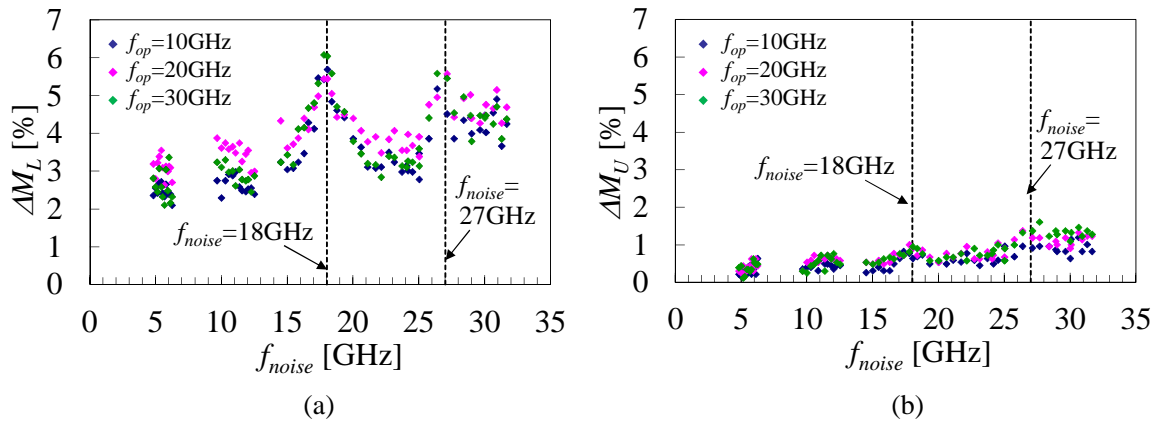 7
6
5
4
3
2
1
0
ΔM_L [%]
f_op=10GHz
f_op=20GHz
f_op=30GHz
f_noise=18GHz
f_noise=
27GHz
0 5 10 15 20 25 30 35
f_noise [GHz]
(a)
7
6
5
4
3
2
1
0
ΔM_U [%]
f_op=10GHz
f_op=20GHz
f_op=30GHz
f_noise=
27GHz
f_noise=18GHz
0 5 10 15 20 25 30 35
f_noise [GHz]
(b)